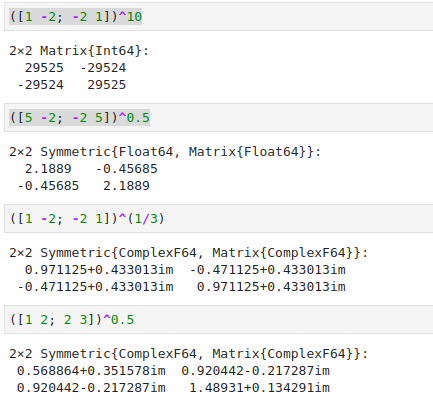 ([1 -2; -2 1])^10
2×2 Matrix{Int64}:
29525 -29524
-29524 29525
([5 -2; -2 5])^0.5
2×2 Symmetric{Float64, Matrix{Float64}}:
2.1889 -0.45685
-0.45685 2.1889
([1 -2; -2 1])^(1/3)
2×2 Symmetric{ComplexF64, Matrix{ComplexF64}}:
0.971125+0.433013im -0.471125+0.433013im
-0.471125+0.433013im 0.971125+0.433013im
([1 2; 2 3])^0.5
2×2 Symmetric{ComplexF64, Matrix{ComplexF64}}:
0.568864+0.351578im 0.920442-0.217287im
0.920442-0.217287im 1.48931+0.134291im